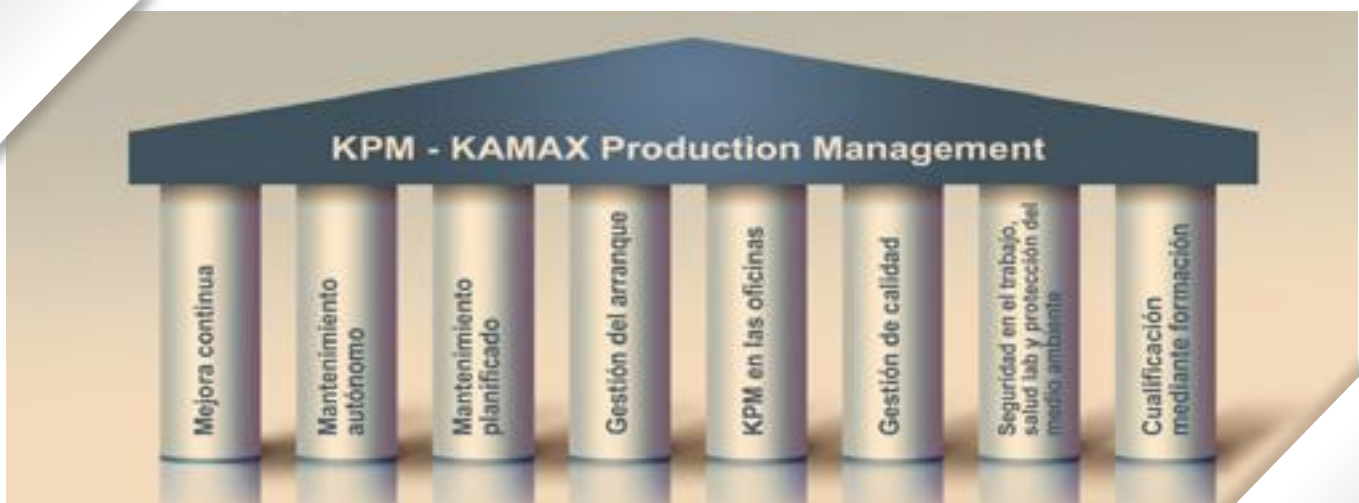 KPM - KAMAX Production Management
Mejora continua
Mantenimiento
autónomo
Mantenimiento
planificado
Gestión del arranque
KPM en las oficinas
Gestión de calidad
Seguridad en el trabajo,
salud lab y protección del
medio ambiente
Cualificación
mediante formación